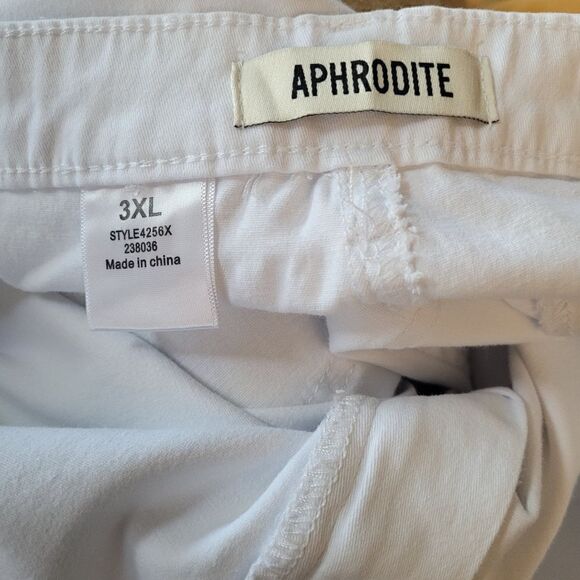 APHRODITE
3XL
STYLE4256X
238036
Made in china